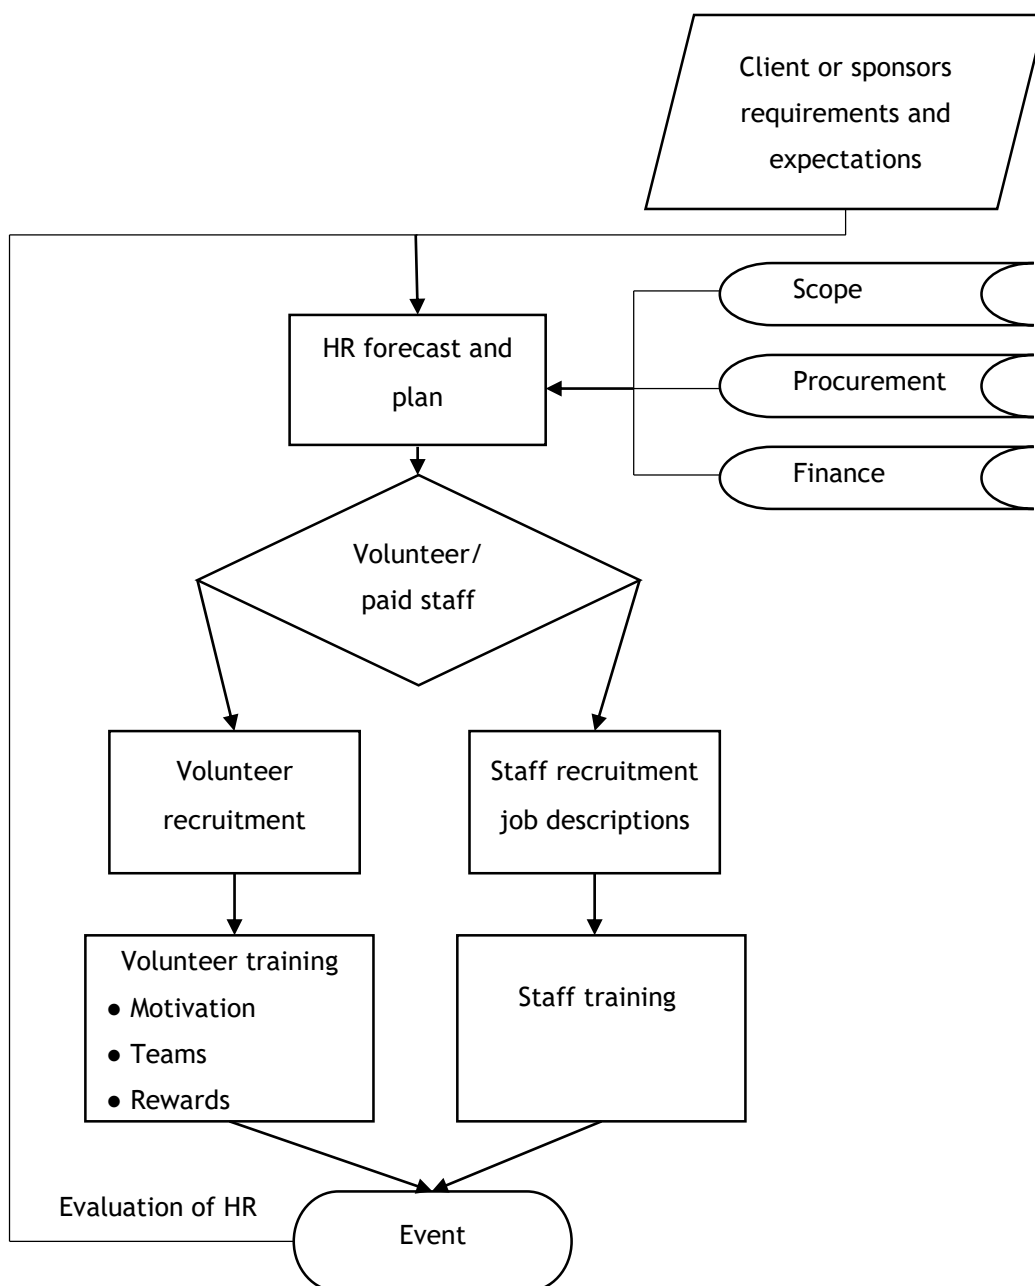 Client or sponsors
requirements and
expectations
Scope
HR forecast and
plan
Procurement
Finance
Volunteer/
paid staff
Volunteer
recruitment
Staff recruitment
job descriptions
Volunteer training
● Motivation
● Teams
● Rewards
Staff training
Evaluation of HR
Event